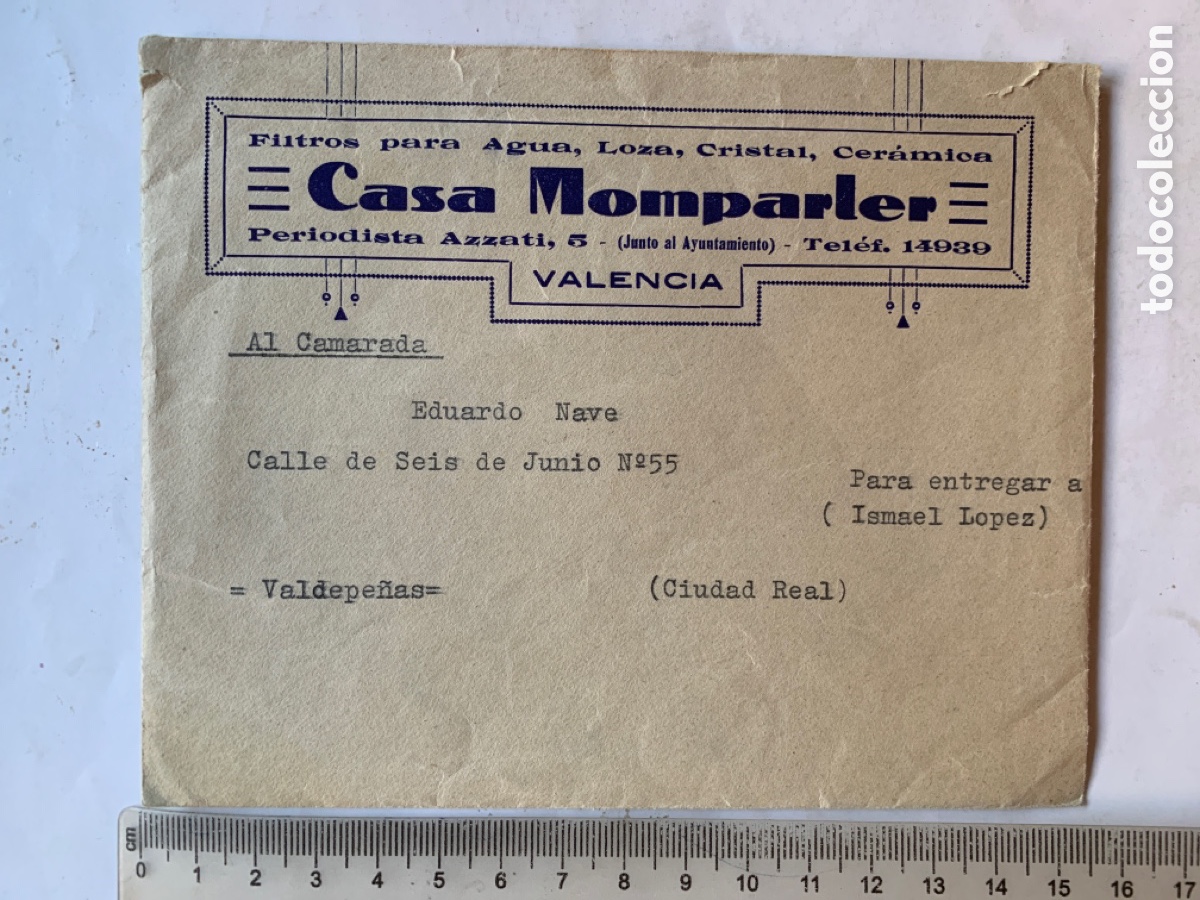 Filtros para Agua, Loza, Cristal, Cerámica
Casa Momparler
Periodista Azzati, 5 - (Junto al Ayuntamiento) - Teléf. 14939
VALENCIA
Al Camarada
Eduardo Nave
Calle de Seis de Junio Nº55
Para entregar a
( Ismael Lopez)
= Valdepeñas= (Ciudad Real)
cm
0 1 2 3 4 5 6 7 8 9 10 11 12 13 14 15 16 17
todocoleccion